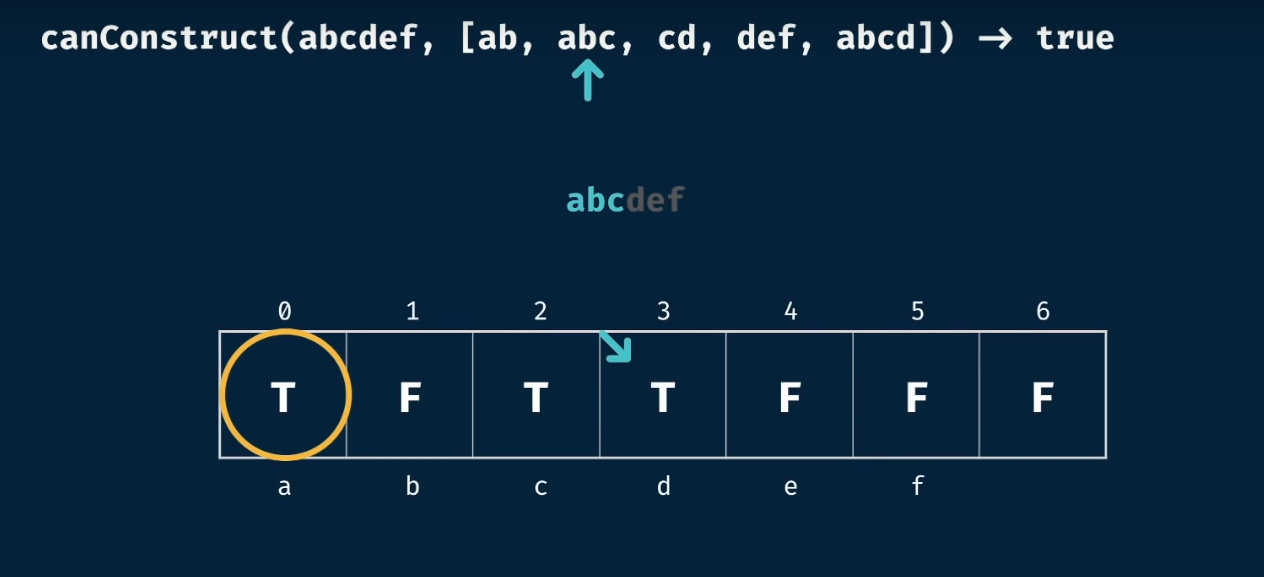 canConstruct(abcdef, [ab, abc, cd, def, abcd]) → true
abcdef
0 1 2 3 4 5 6
T F T T F F F
a b c d e f